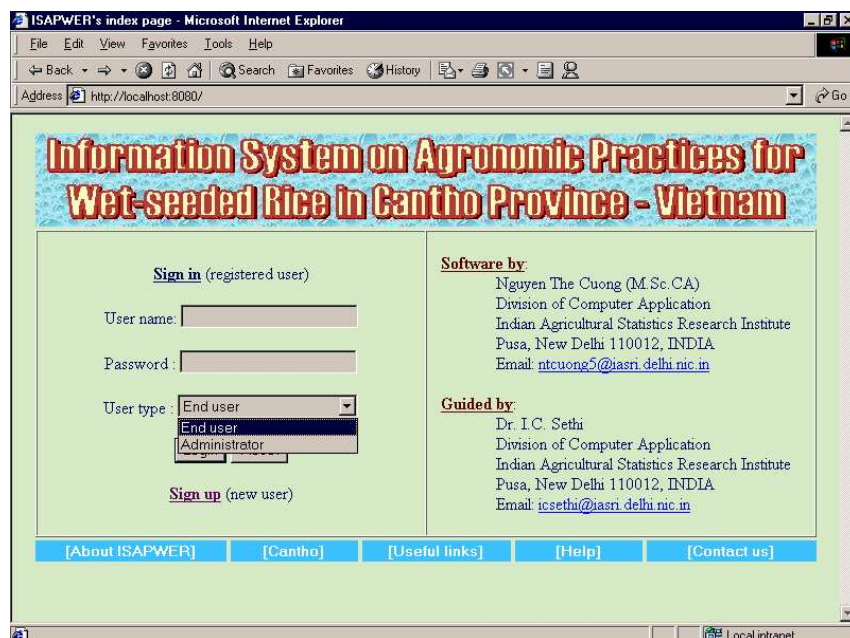 ISAPWER's index page - Microsoft Internet Explorer
File Edit View Favorites Tools Help
Back Search Favorites History
Address http://localhost:8080/ Go
Information System on Agronomic Practices for
Wet-seeded Rice in Cantho Province - Vietnam
Sign in (registered user)
User name:
Password :
User type : End user
End user
Administrator
Sign up (new user)
Software by:
Nguyen The Cuong (M.Sc.CA)
Division of Computer Application
Indian Agricultural Statistics Research Institute
Pusa, New Delhi 110012, INDIA
Email: ntcuong5@iasri.delhi.nic.in
Guided by:
Dr. I.C. Sethi
Division of Computer Application
Indian Agricultural Statistics Research Institute
Pusa, New Delhi 110012, INDIA
Email: icsethi@iasri.delhi.nic.in
[About ISAPWER] [Cantho] [Useful links] [Help] [Contact us]
Local intranet